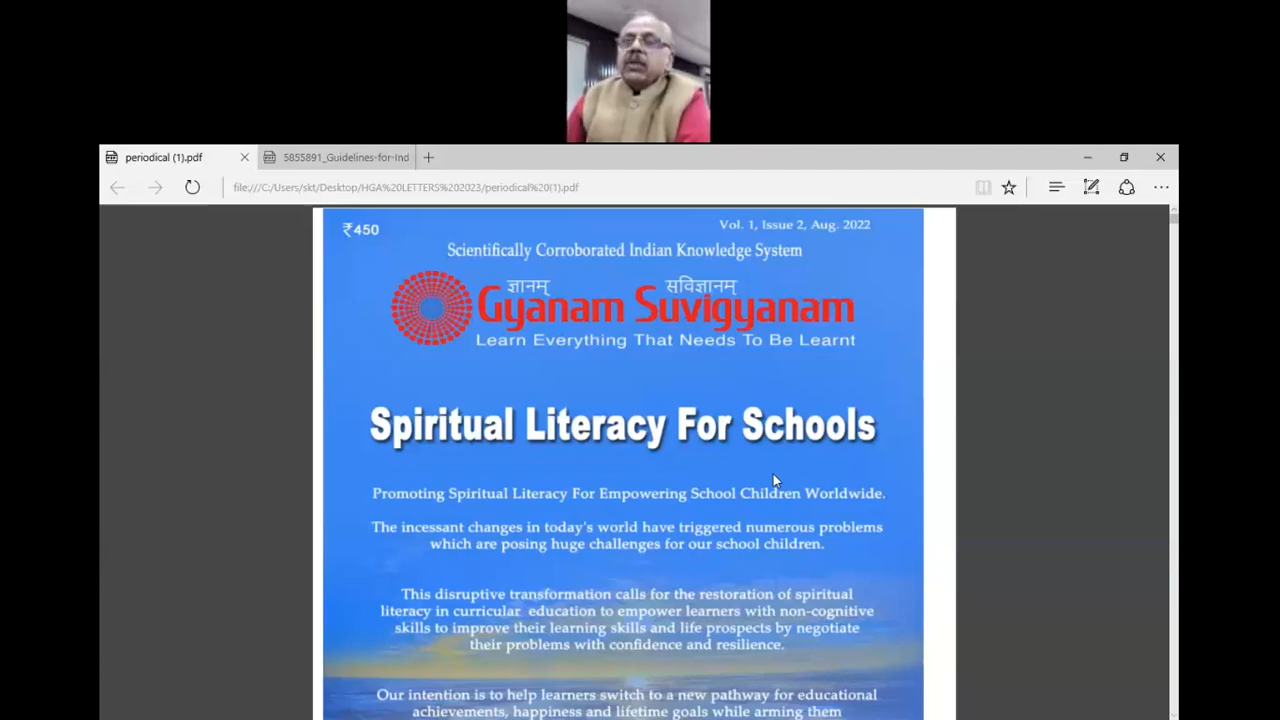 periodical (1).pdf
5855891_Guidelines-for-Ind
file:///C:/Users/skt/Desktop/HGA%20LETTERS%202023/periodical%20(1).pdf
₹450
Vol. 1, Issue 2, Aug. 2022
Scientifically Corroborated Indian Knowledge System
ज्ञानम् सविज्ञानम्
Gyanam Suvigyanam
Learn Everything That Needs To Be Learnt
Spiritual Literacy For Schools
Promoting Spiritual Literacy For Empowering School Children Worldwide.
The incessant changes in today's world have triggered numerous problems
which are posing huge challenges for our school children.
This disruptive transformation calls for the restoration of spiritual
literacy in curricular education to empower learners with non-cognitive
skills to improve their learning skills and life prospects by negotiate
their problems with confidence and resilience.
Our intention is to help learners switch to a new pathway for educational
achievements, happiness and lifetime goals while arming them